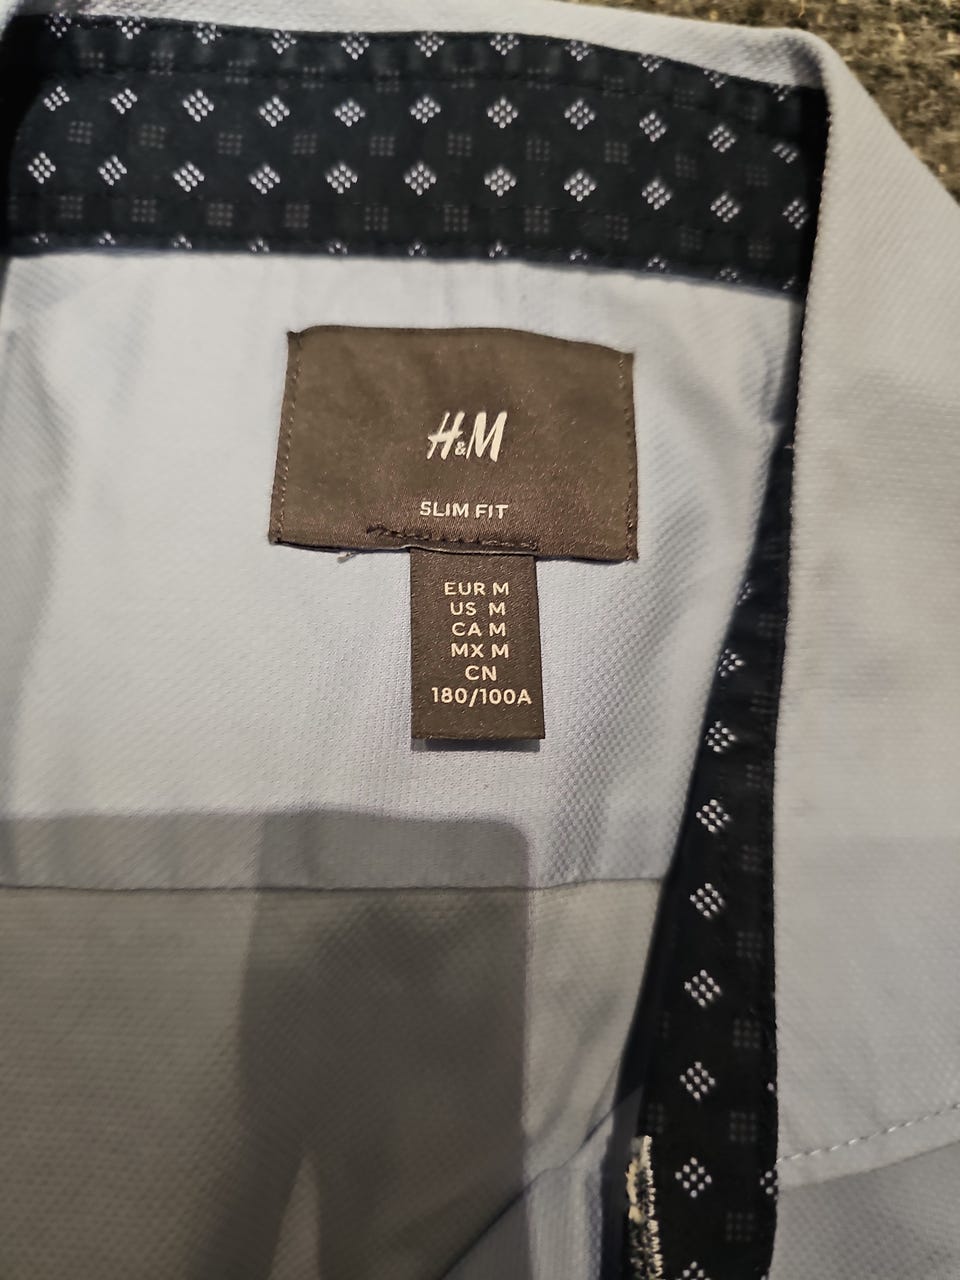 H&M
SLIM FIT
EUR M
US M
CA M
MX M
CN
180/100A